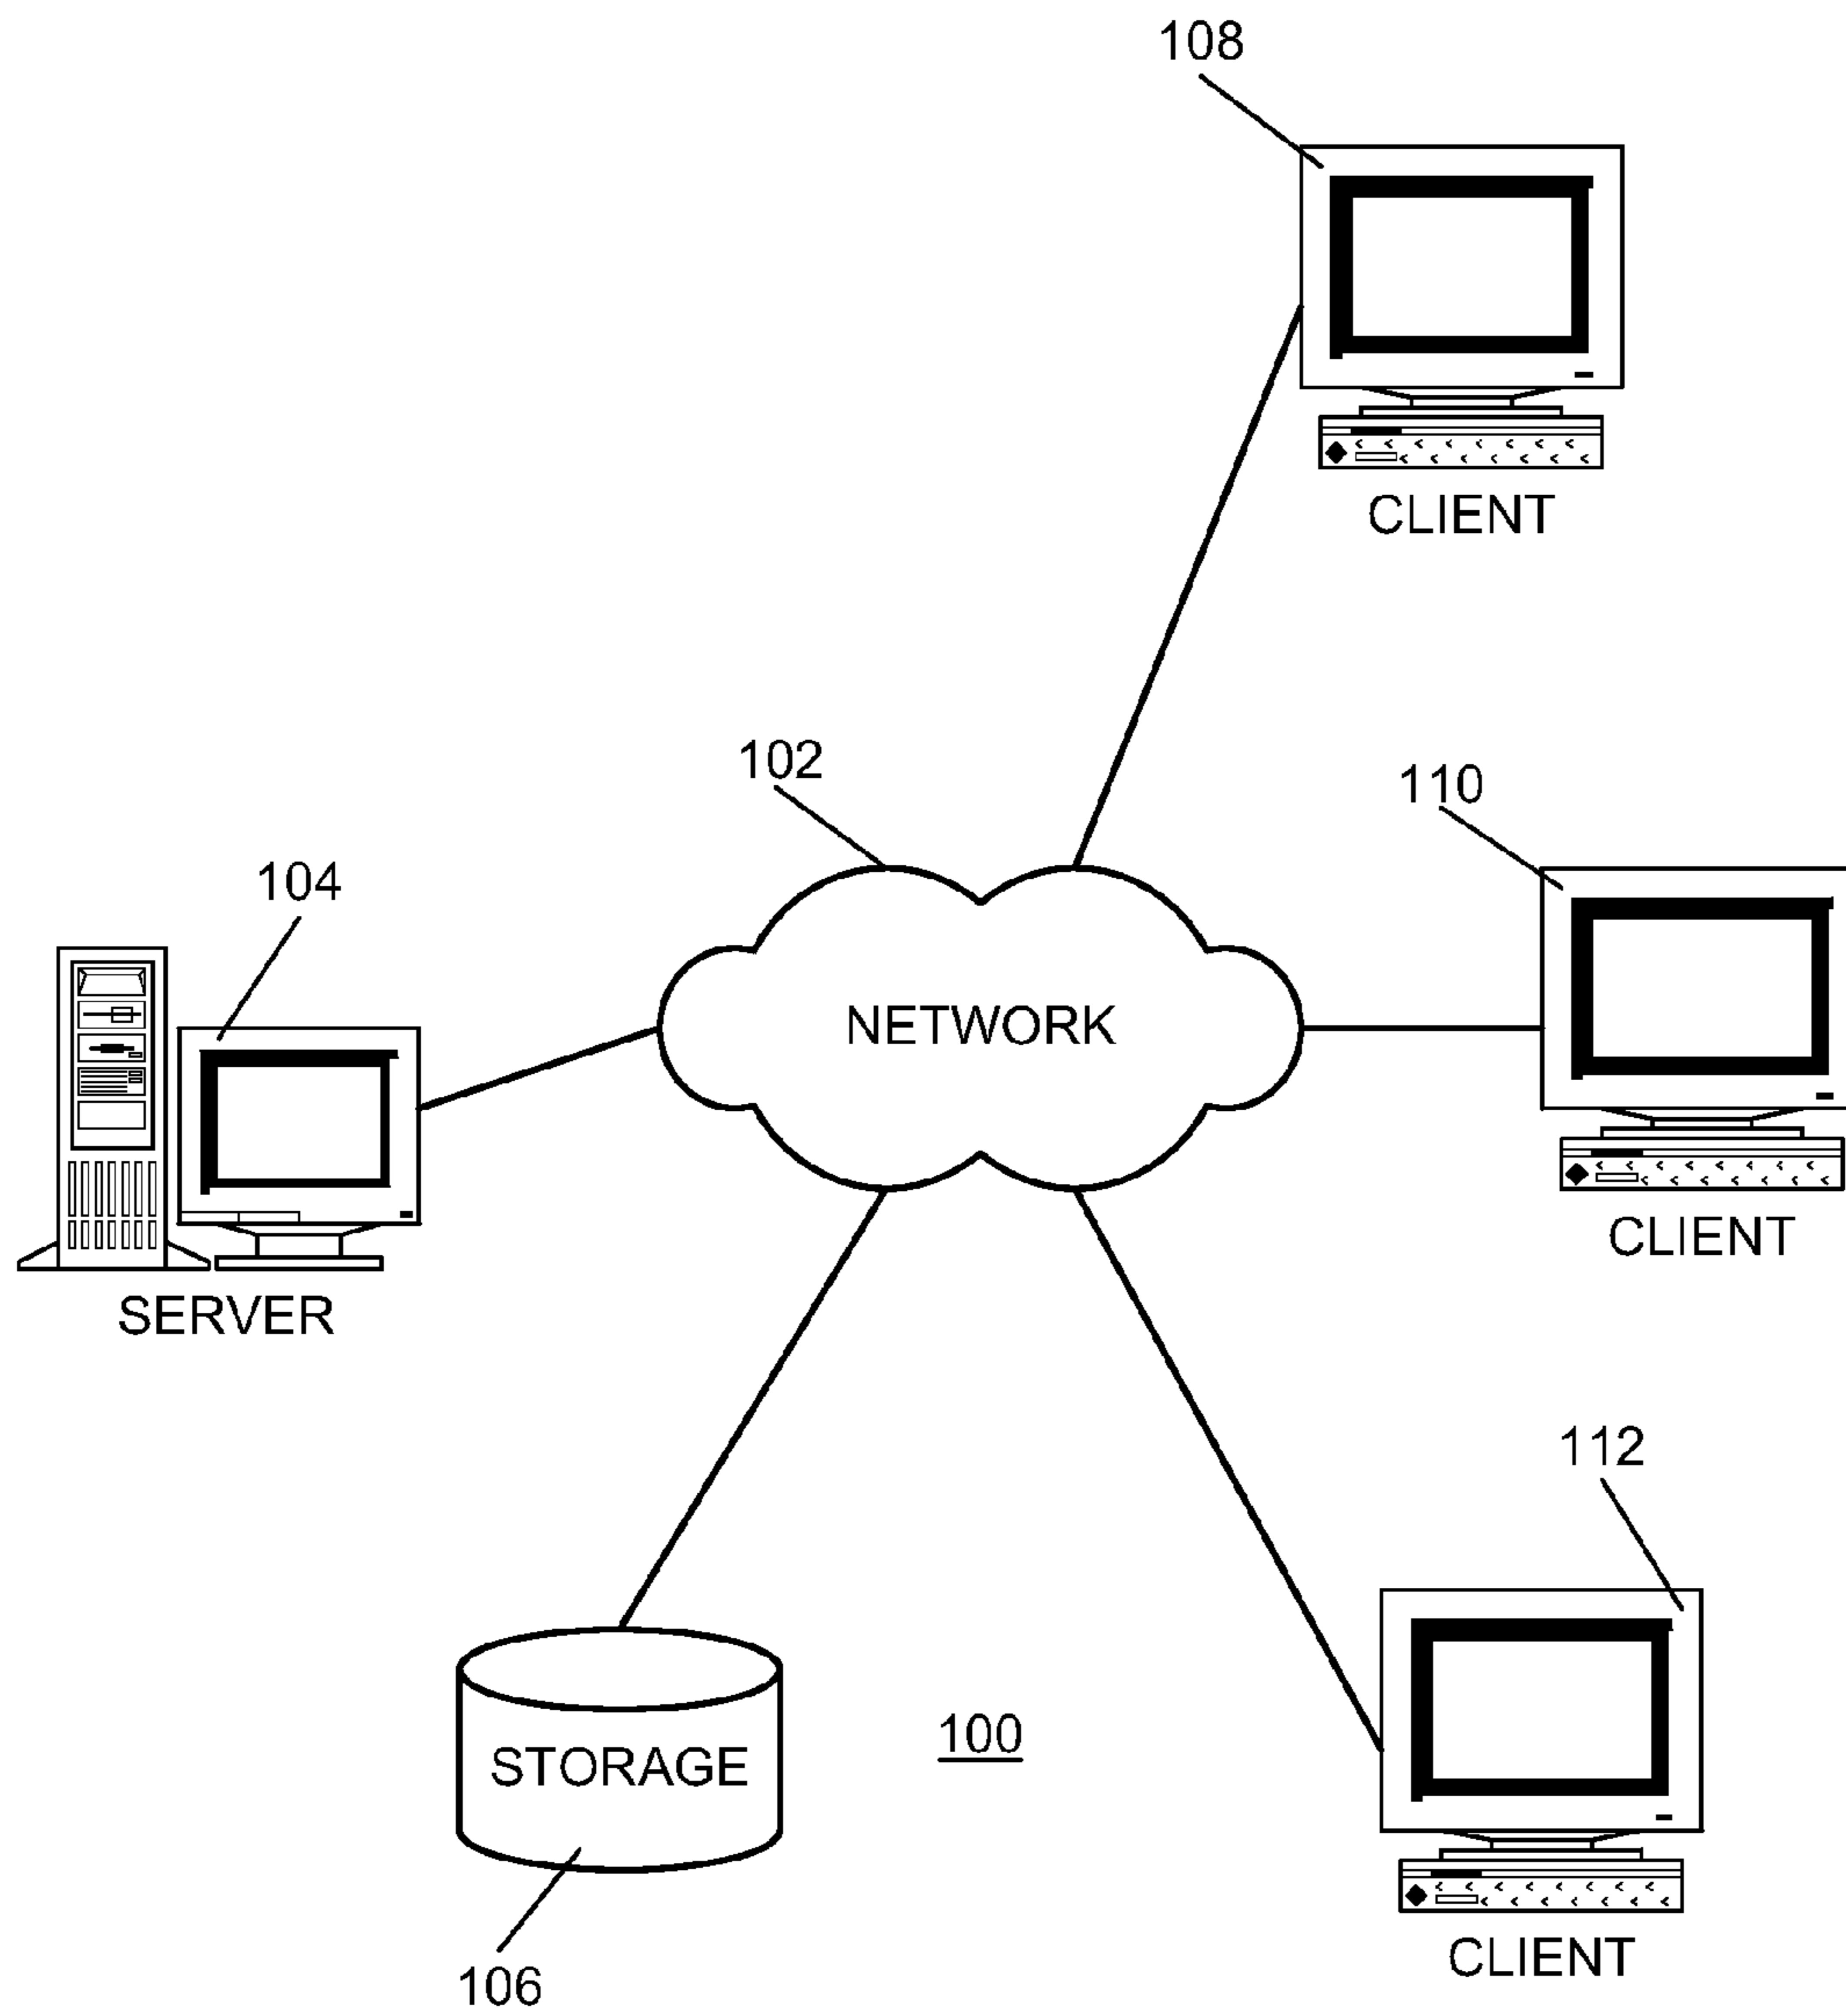 108
CLIENT
102
110
104
NETWORK
CLIENT
SERVER
112
100
STORAGE
106
CLIENT